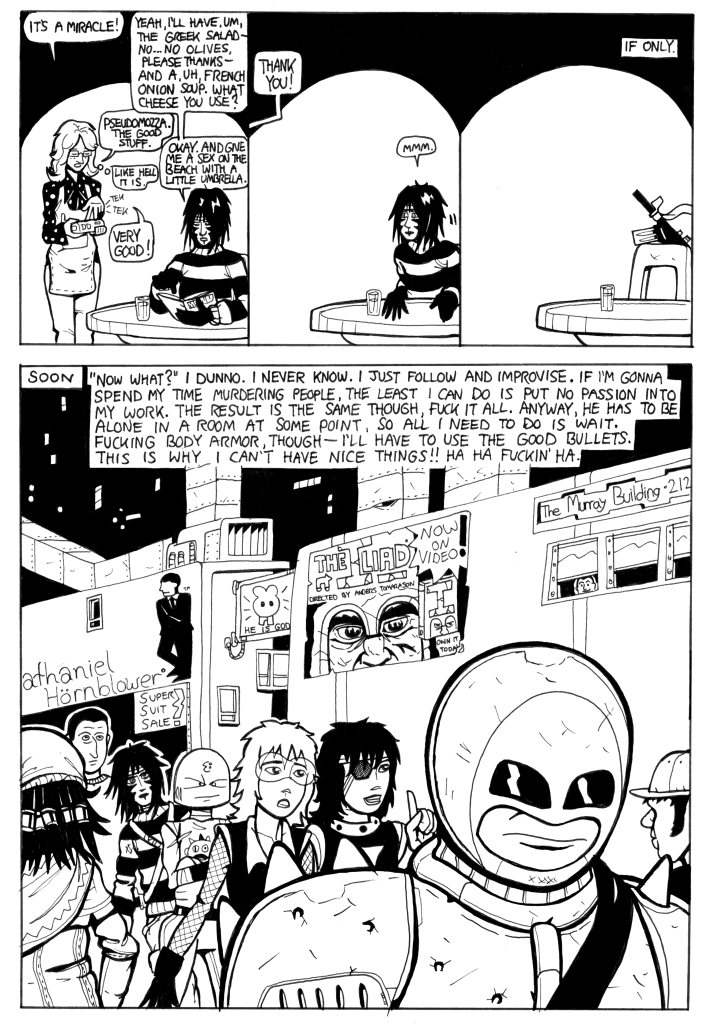 IT'S A MIRACLE!
YEAH, I'LL HAVE, UM,
THE GREEK SALAD—
NO... NO OLIVES,
PLEASE THANKS—
AND A, UH, FRENCH
ONION SOUP. WHAT
CHEESE YOU USE?
PSEUDOMOZZA.
THE GOOD
STUFF.
LIKE HELL
IT IS.
OKAY. AND GIVE
ME A SEX ON THE
BEACH WITH A
LITTLE UMBRELLA.
TEK
TEK
VERY
GOOD!
THANK
YOU!
MMM.
IF ONLY.
SOON
"NOW WHAT?" I DUNNO. I NEVER KNOW. I JUST FOLLOW AND IMPROVISE. IF I'M GONNA
SPEND MY TIME MURDERING PEOPLE, THE LEAST I CAN DO IS PUT NO PASSION INTO
MY WORK. THE RESULT IS THE SAME THOUGH, FUCK IT ALL. ANYWAY, HE HAS TO BE
ALONE IN A ROOM AT SOME POINT, SO ALL I NEED TO DO IS WAIT.
FUCKING BODY ARMOR, THOUGH— I'LL HAVE TO USE THE GOOD BULLETS.
THIS IS WHY I CAN'T HAVE NICE THINGS!! HA HA FUCKIN' HA.
The Murray Building · 212
THE ILIAD
DIRECTED BY ANDERS TOMARASON
NOW
ON
VIDEO!
OWN IT
TODAY
HE IS GOD
athaniel
Hörnblower
SUPER
SUIT
SALE!